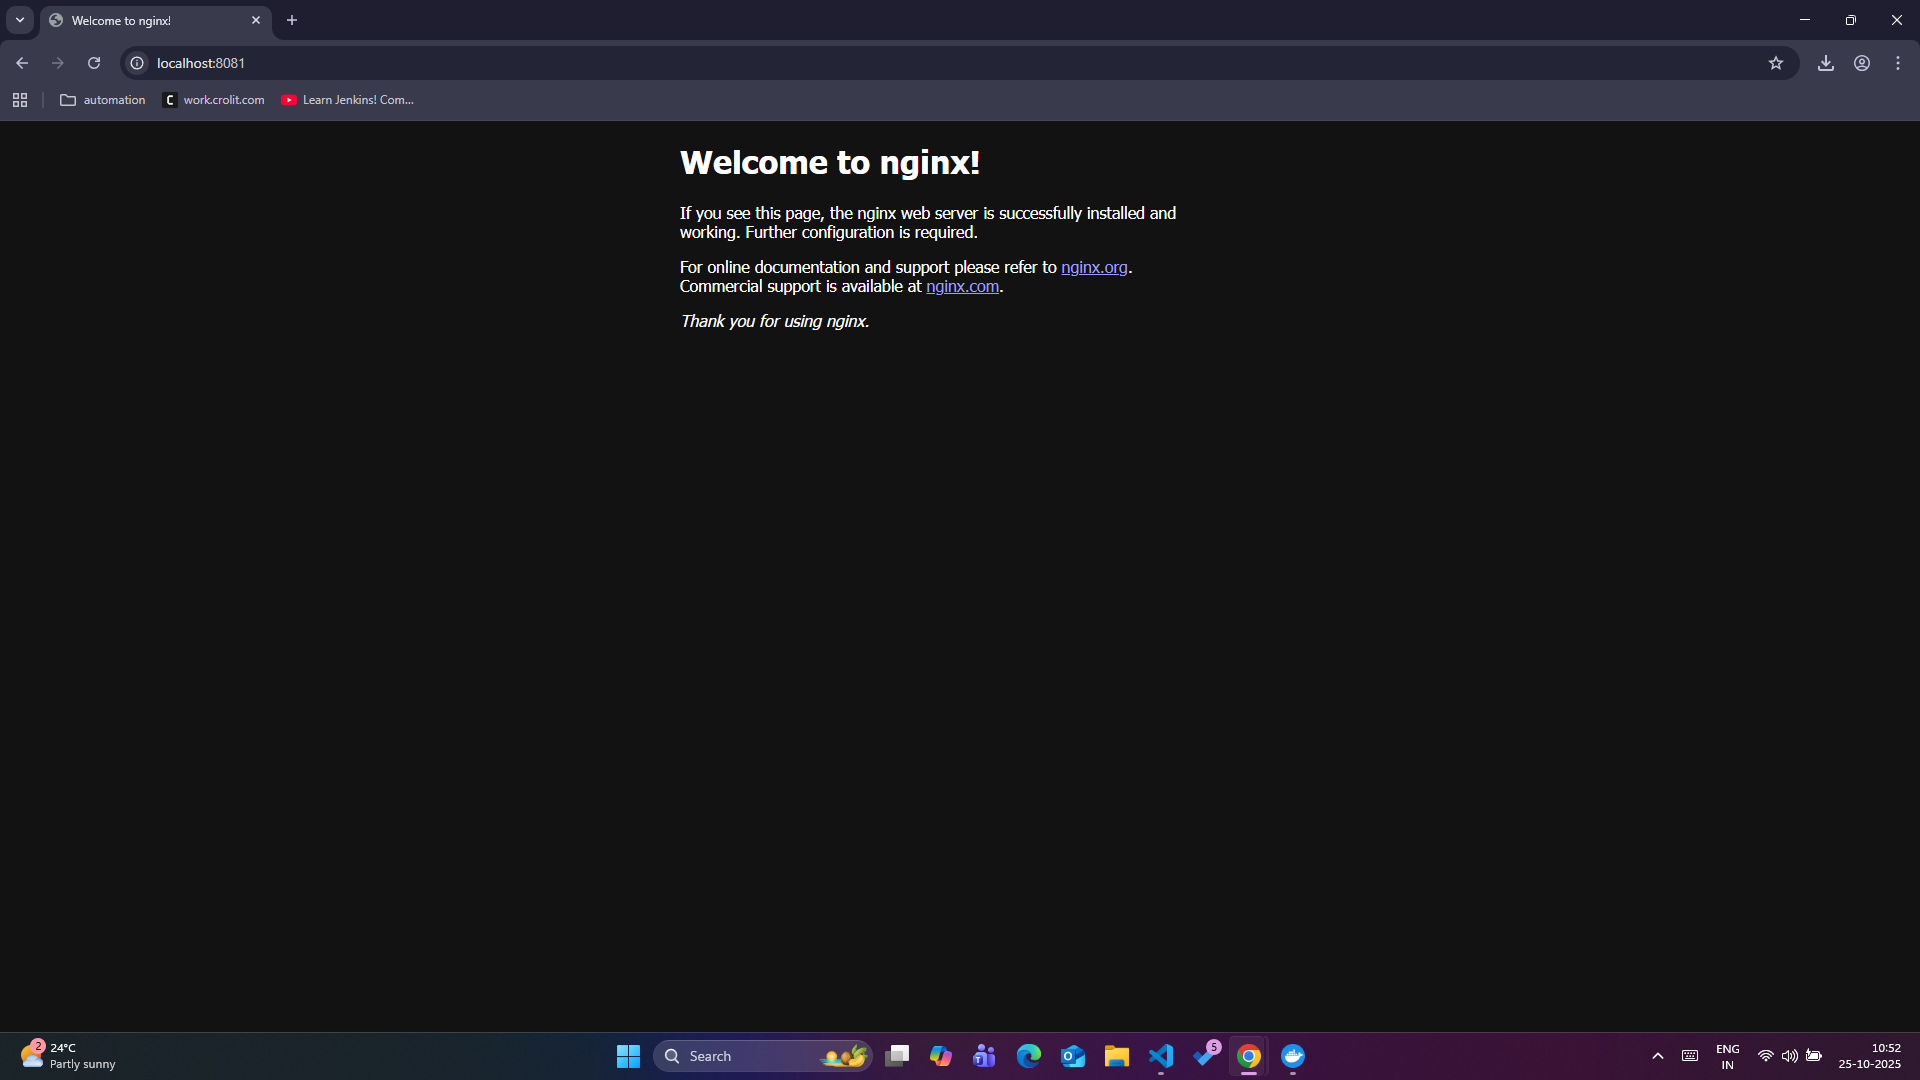 Welcome to nginx!
localhost:8081
automation
work.crolit.com
Learn Jenkins! Com...
Welcome to nginx!
If you see this page, the nginx web server is successfully installed and
working. Further configuration is required.
For online documentation and support please refer to nginx.org.
Commercial support is available at nginx.com.
Thank you for using nginx.
2
24°C
Partly sunny
Search
5
ENG
IN
10:52
25-10-2025